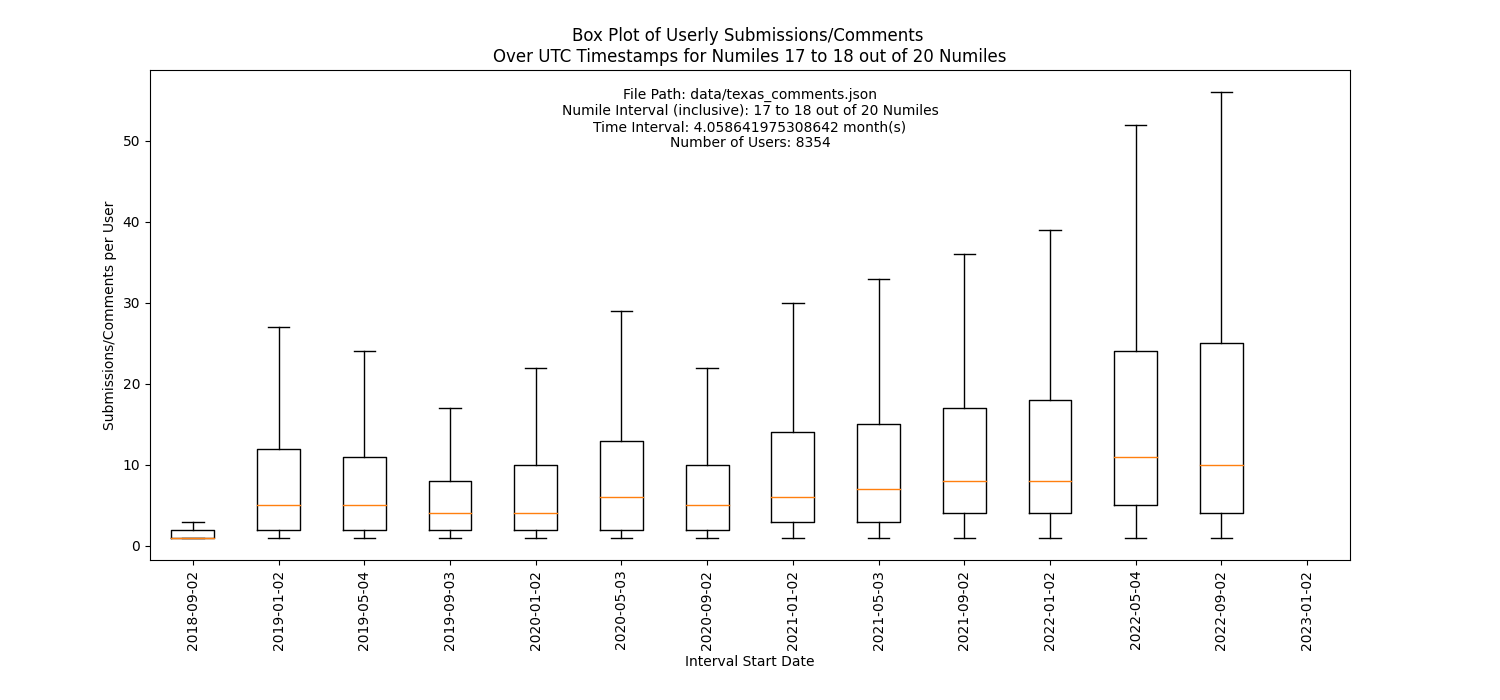 Box Plot of Userly Submissions/Comments
Over UTC Timestamps for Numiles 17 to 18 out of 20 Numiles
File Path: data/texas_comments.json
Numile Interval (inclusive): 17 to 18 out of 20 Numiles
Time Interval: 4.058641975308642 month(s)
Number of Users: 8354
Submissions/Comments per User
50
40
30
20
10
0
2018-09-02
2019-01-02
2019-05-04
2019-09-03
2020-01-02
2020-05-03
2020-09-02
2021-01-02
2021-05-03
2021-09-02
2022-01-02
2022-05-04
2022-09-02
2023-01-02
Interval Start Date